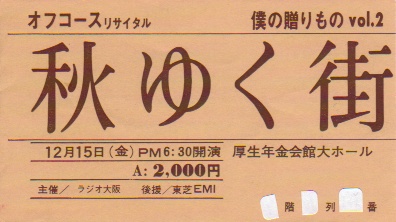 オフコースリサイタル 僕の贈りもの vol.2
秋ゆく街
12月15日(金)PM6:30開演 厚生年金会館大ホール
A: 2,000円
主催/ ラジオ大阪 後援/東芝EMI
階 列 番